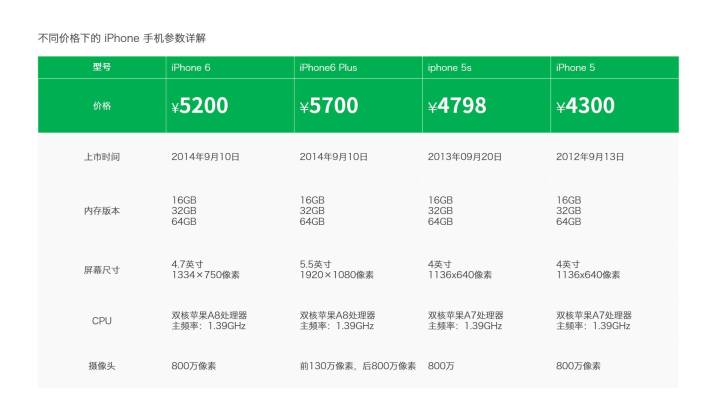 不同价格下的 iPhone 手机参数详解
型号 iPhone 6 iPhone6 Plus iphone 5s iPhone 5
价格 ¥5200 ¥5700 ¥4798 ¥4300
上市时间 2014年9月10日 2014年9月10日 2013年09月20日 2012年9月13日
内存版本 16GB 16GB 16GB 16GB
32GB 32GB 32GB 32GB
64GB 64GB 64GB 64GB
屏幕尺寸 4.7英寸 5.5英寸 4英寸 4英寸
1334×750像素 1920×1080像素 1136x640像素 1136x640像素
CPU 双核苹果A8处理器 双核苹果A8处理器 双核苹果A7处理器 双核苹果A7处理器
主频率：1.39GHz 主频率：1.39GHz 主频率：1.39GHz 主频率：1.39GHz
摄像头 800万像素 前130万像素，后800万像素 800万 800万像素